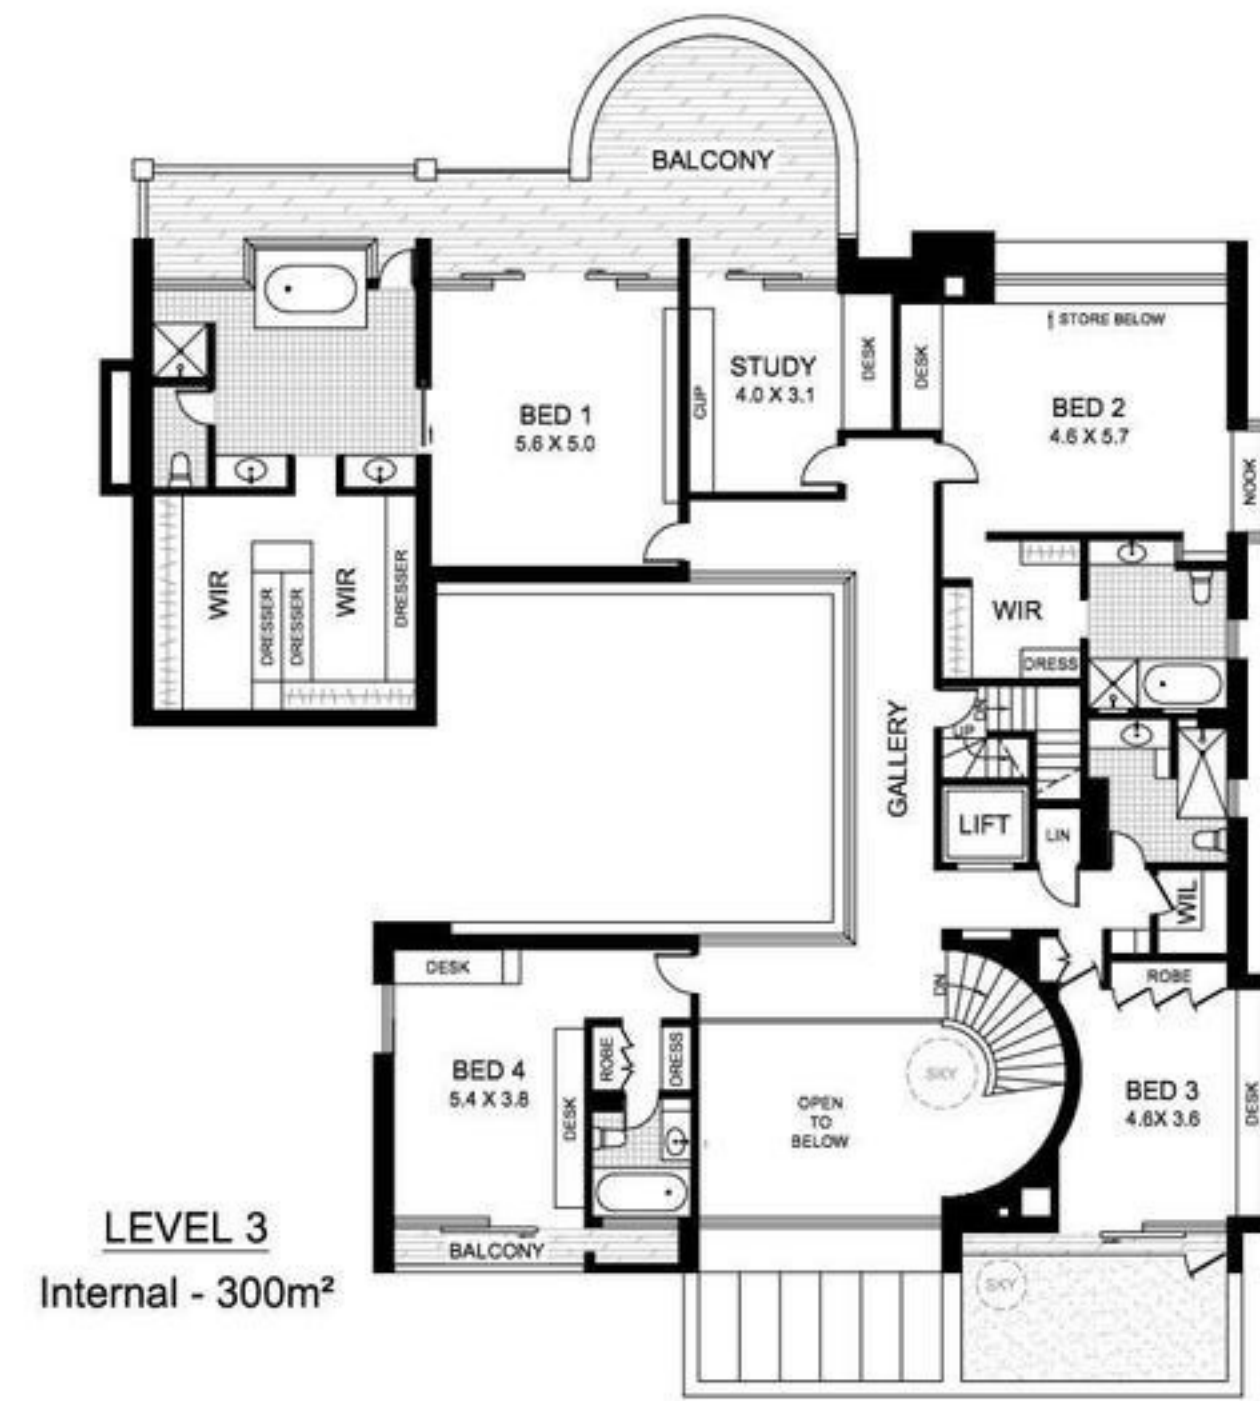 BALCONY
STORE BELOW
STUDY
4.0 X 3.1
DESK
DESK
CUP
BED 1
5.6 X 5.0
BED 2
4.6 X 5.7
NOOK
WIR
WIR
DRESSER
DRESSER
DRESSER
WIR
DRESS
DN
UP
GALLERY
LIFT
LIN
WIL
DESK
ROBE
DN
BED 4
5.4 X 3.8
ROBE
DRESS
DESK
SKY
OPEN
TO
BELOW
BED 3
4.6X 3.6
DESK
LEVEL 3
Internal - 300m²
BALCONY
SKY